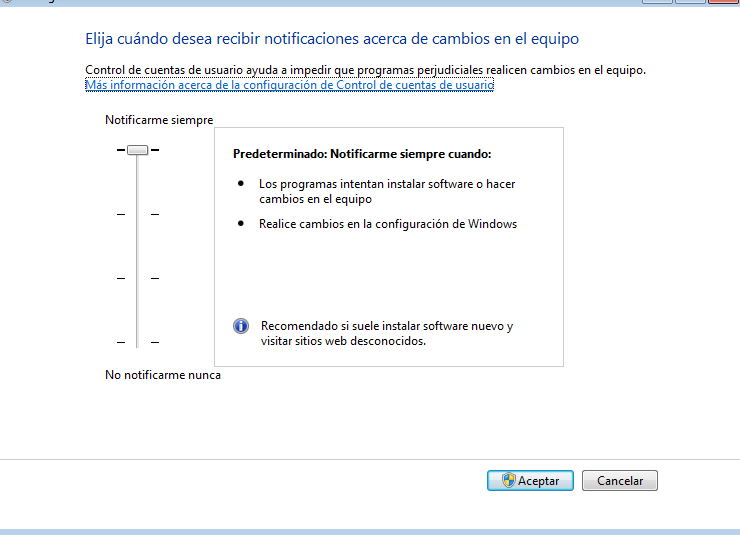 Elija cuándo desea recibir notificaciones acerca de cambios en el equipo
Control de cuentas de usuario ayuda a impedir que programas perjudiciales realicen cambios en el equipo.
Más información acerca de la configuración de Control de cuentas de usuario
Notificarme siempre
Predeterminado: Notificarme siempre cuando:
Los programas intentan instalar software o hacer
cambios en el equipo
Realice cambios en la configuración de Windows
Recomendado si suele instalar software nuevo y
visitar sitios web desconocidos.
No notificarme nunca
Aceptar
Cancelar